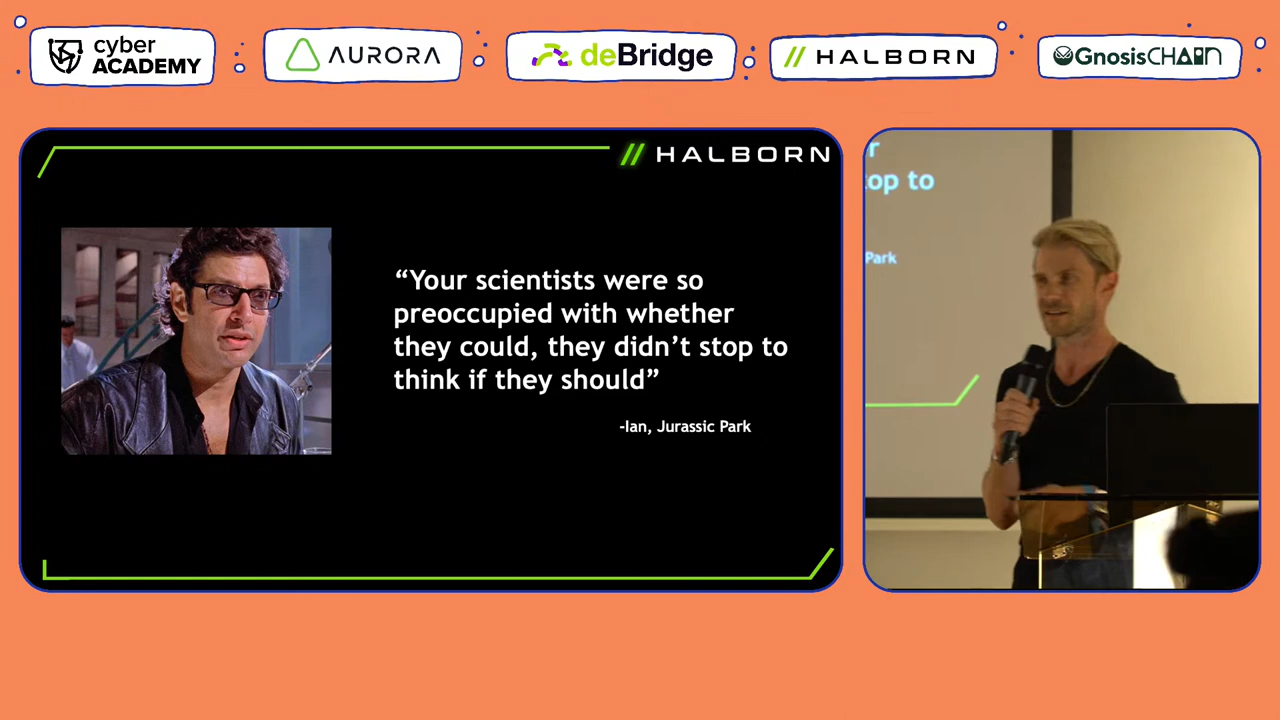 cyber
ACADEMY
AURORA
deBridge
// HALBORN
GnosisCHAIN
// HALBORN
“Your scientists were so
preoccupied with whether
they could, they didn’t stop to
think if they should”
-Ian, Jurassic Park
r
op to
Park